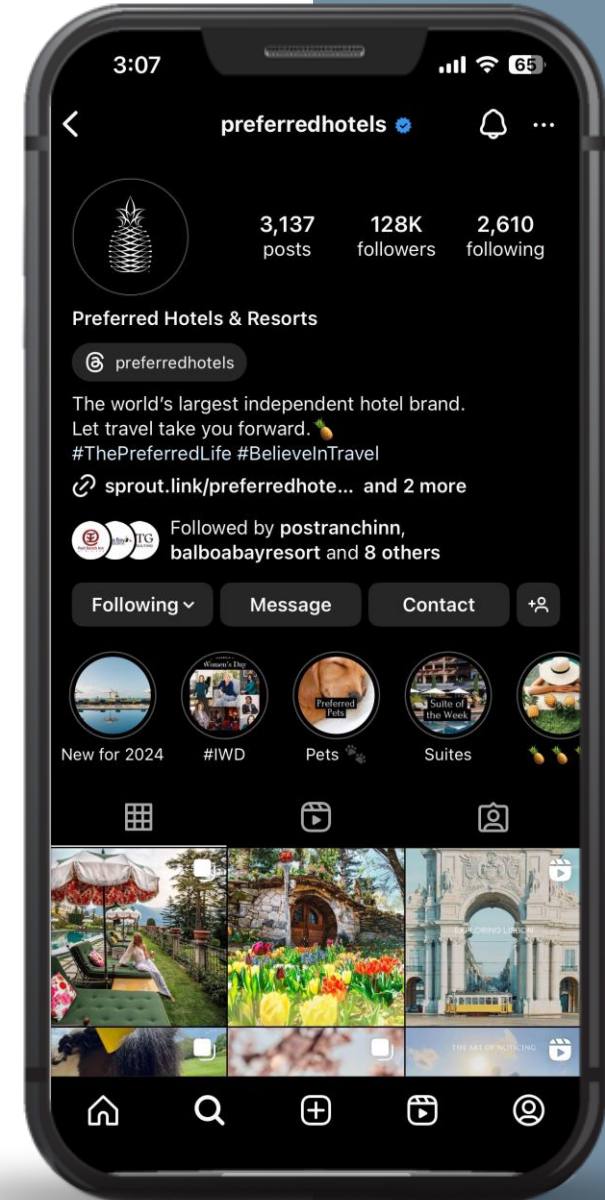 3:07
65
preferredhotels
3,137 128K 2,610
posts followers following
Preferred Hotels & Resorts
preferredhotels
The world's largest independent hotel brand.
Let travel take you forward.🍍
#ThePreferredLife #BelieveInTravel
sprout.link/preferredhote... and 2 more
TG
Followed by postranchinn,
balboabayresort and 8 others
Following Message Contact
Women's Day
Preferred
Pets
Suite of
the Week
New for 2024 #IWD Pets 🐾 Suites 🍍🍍
EXPLORING LISBON
THE ART OF NOTICING